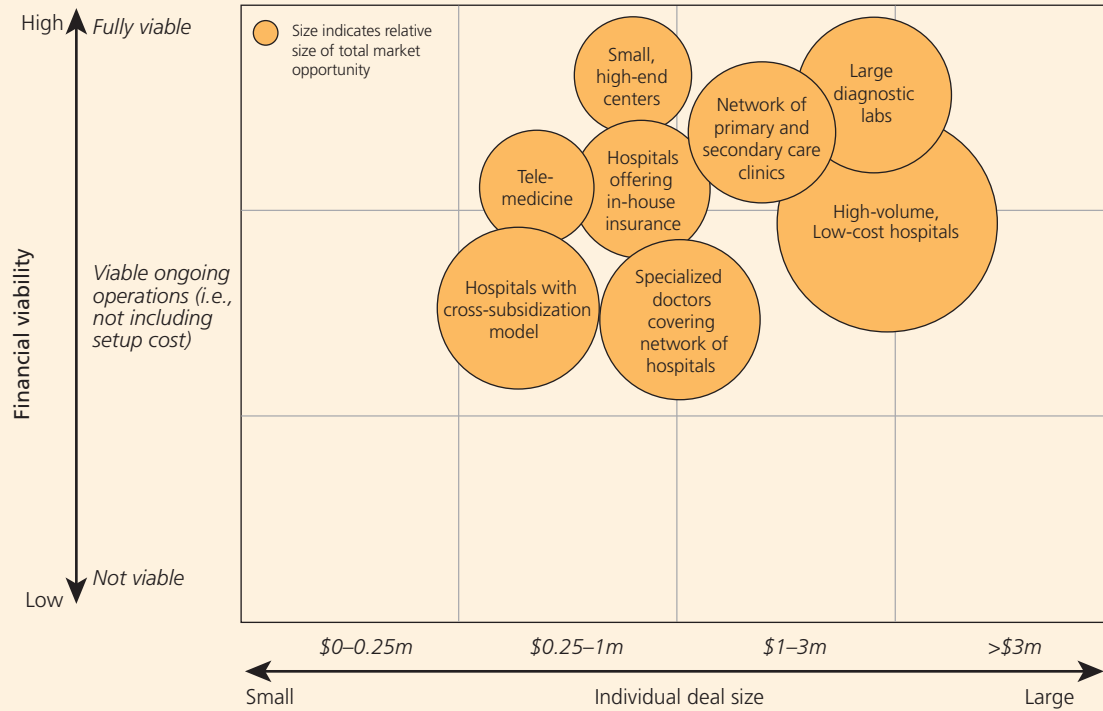 High
Fully viable
Size indicates relative
size of total market
opportunity
Small,
high-end
centers
Large
diagnostic
labs
Network of
primary and
secondary care
clinics
Tele-
medicine
Hospitals
offering
in-house
insurance
High-volume,
Low-cost hospitals
Financial viability
Viable ongoing
operations (i.e.,
not including
setup cost)
Hospitals with
cross-subsidization
model
Specialized
doctors
covering
network of
hospitals
Not viable
Low
$0–0.25m
$0.25–1m
$1–3m
>$3m
Small
Individual deal size
Large